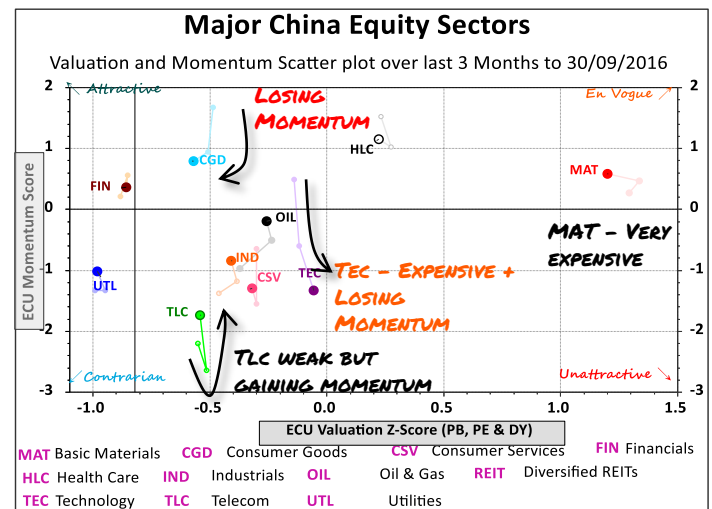 Major China Equity Sectors
Valuation and Momentum Scatter plot over last 3 Months to 30/09/2016
2 Attractive En Vogue 2
Losing
Momentum
1 HLC 1
CGD MAT
FIN
ECU Momentum Score
0 OIL 0
MAT - Very
expensive
IND
-1 TEC Tec - Expensive + -1
UTL CSV Losing
TLC Momentum
-2 -2
Tlc weak but
gaining momentum
Contrarian Unattractive
-3 -3
-1.0 -0.5 0.0 0.5 1.0 1.5
ECU Valuation Z-Score (PB, PE & DY)
MAT Basic Materials CGD Consumer Goods CSV Consumer Services FIN Financials
HLC Health Care IND Industrials OIL Oil & Gas REIT Diversified REITs
TEC Technology TLC Telecom UTL Utilities